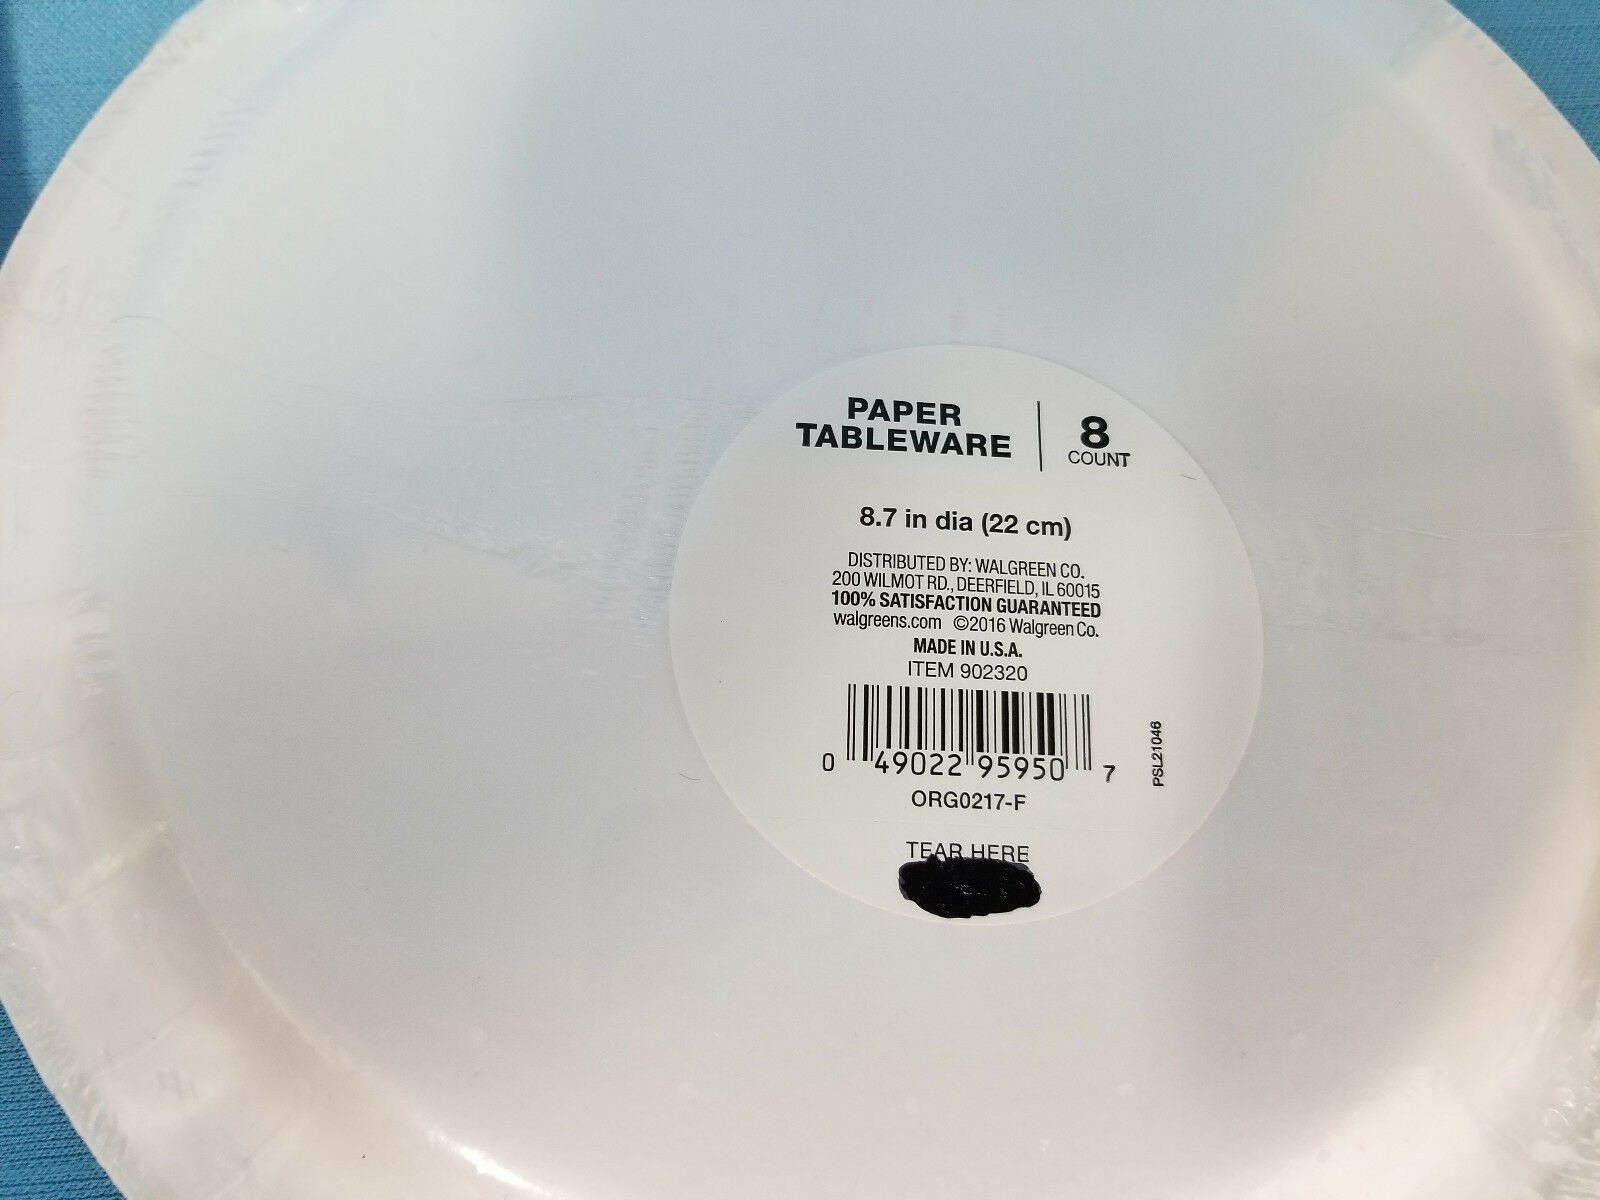 PAPER
TABLEWARE
8
COUNT
8.7 in dia (22 cm)
DISTRIBUTED BY: WALGREEN CO.
200 WILMOT RD., DEERFIELD, IL 60015
100% SATISFACTION GUARANTEED
walgreens.com ©2016 Walgreen Co.
MADE IN U.S.A.
ITEM 902320
0 49022 95950 7
PSL21046
ORG0217-F
TEAR HERE